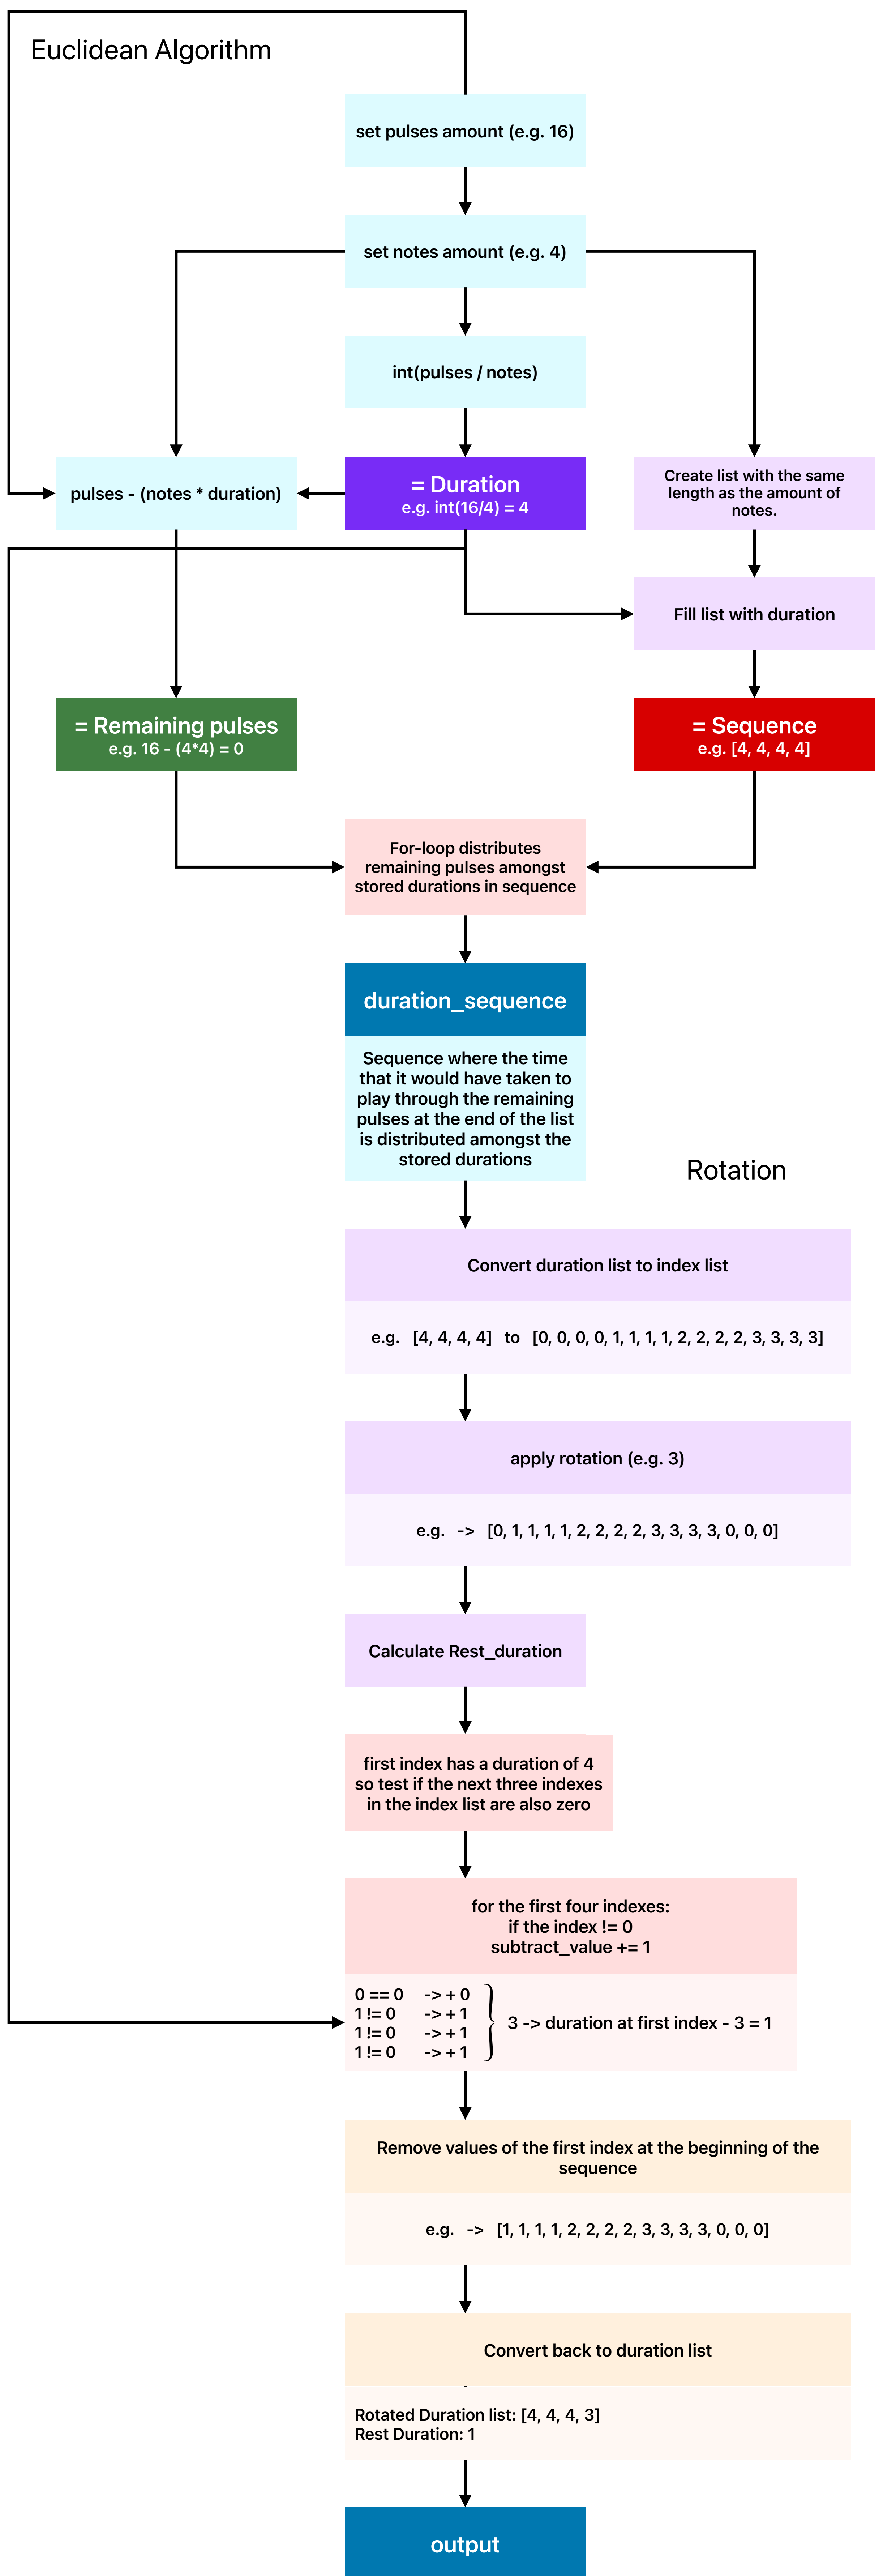 Euclidean Algorithm
set pulses amount (e.g. 16)
set notes amount (e.g. 4)
int(pulses / notes)
pulses - (notes * duration)
= Duration
e.g. int(16/4) = 4
Create list with the same
length as the amount of
notes.
Fill list with duration
= Remaining pulses
e.g. 16 - (4*4) = 0
= Sequence
e.g. [4, 4, 4, 4]
For-loop distributes
remaining pulses amongst
stored durations in sequence
duration_sequence
Sequence where the time
that it would have taken to
play through the remaining
pulses at the end of the list
is distributed amongst the
stored durations
Rotation
Convert duration list to index list
e.g. [4, 4, 4, 4] to [0, 0, 0, 0, 1, 1, 1, 1, 2, 2, 2, 2, 3, 3, 3, 3]
apply rotation (e.g. 3)
e.g. -> [0, 1, 1, 1, 1, 2, 2, 2, 2, 3, 3, 3, 3, 0, 0, 0]
Calculate Rest_duration
first index has a duration of 4
so test if the next three indexes
in the index list are also zero
for the first four indexes:
if the index != 0
subtract_value += 1
0 == 0 -> + 0
1 != 0 -> + 1
1 != 0 -> + 1
1 != 0 -> + 1
3 -> duration at first index - 3 = 1
Remove values of the first index at the beginning of the
sequence
e.g. -> [1, 1, 1, 1, 2, 2, 2, 2, 3, 3, 3, 3, 0, 0, 0]
Convert back to duration list
Rotated Duration list: [4, 4, 4, 3]
Rest Duration: 1
output